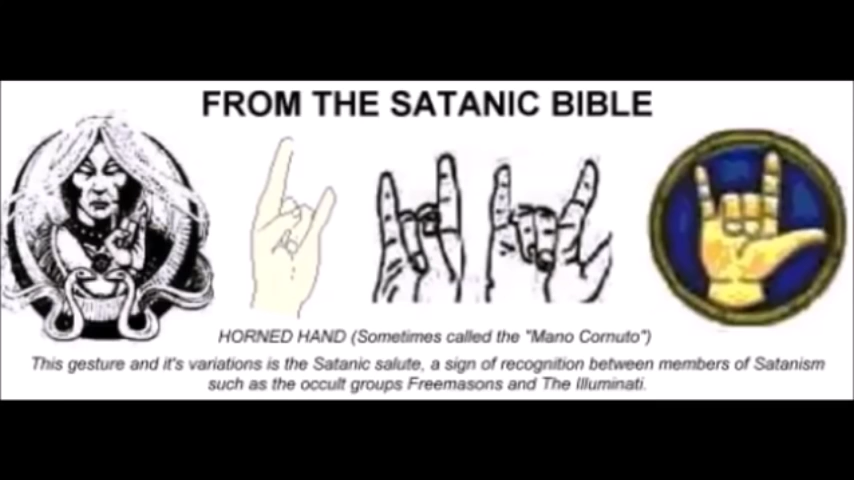 FROM THE SATANIC BIBLE
HORNED HAND (Sometimes called the "Mano Cornuto")
This gesture and it's variations is the Satanic salute, a sign of recognition between members of Satanism
such as the occult groups Freemasons and The Illuminati.